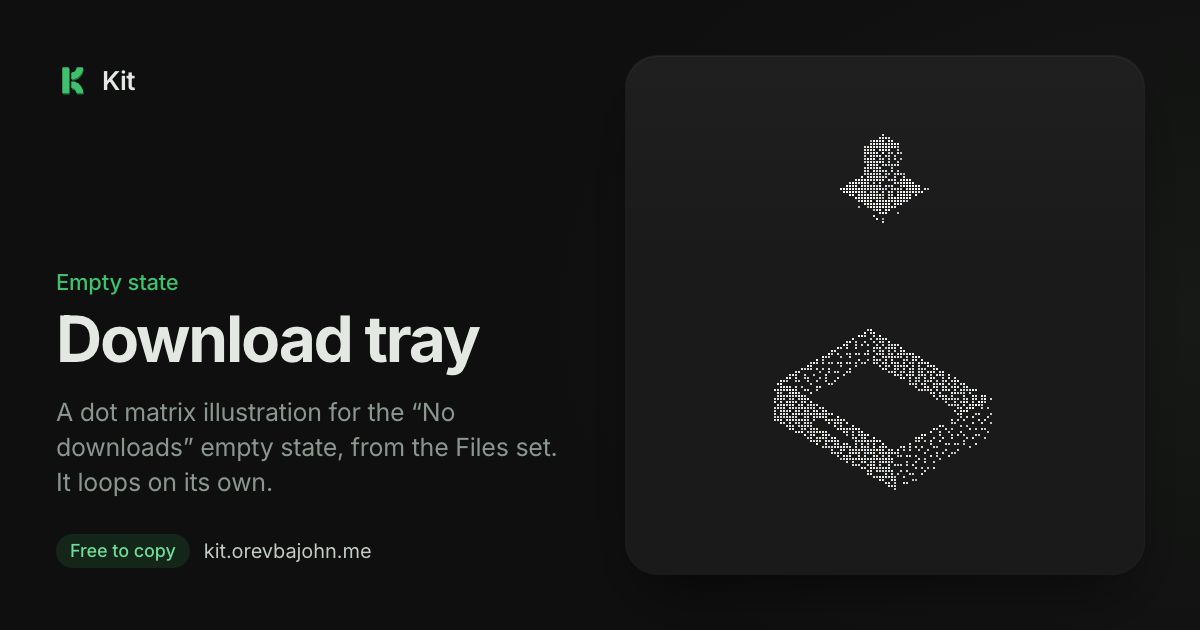 Kit
Empty state
Download tray
A dot matrix illustration for the “No
downloads” empty state, from the Files set.
It loops on its own.
Free to copy
kit.orevbajohn.me